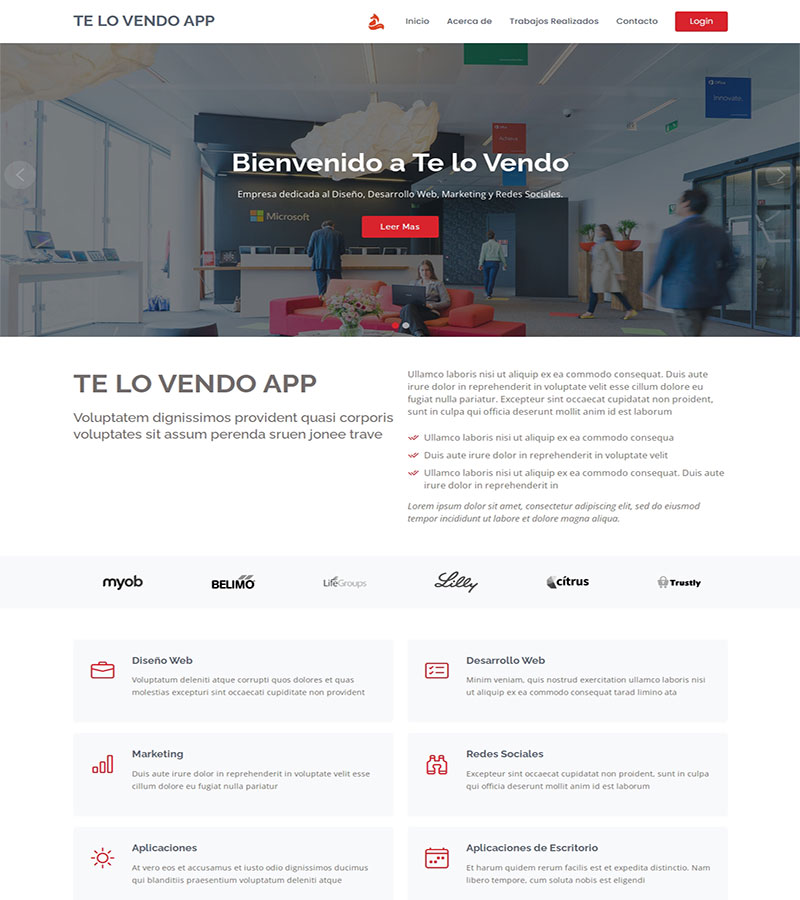 TE LO VENDO APP
Inicio
Acerca de
Trabajos Realizados
Contacto
Login
Office
Innovate
Office
Achieve
Bienvenido a Te lo Vendo
Empresa dedicada al Diseño, Desarrollo Web, Marketing y Redes Sociales.
Microsoft
Leer Mas
TE LO VENDO APP
Voluptatem dignissimos provident quasi corporis
voluptates sit assum perenda sruen jonee trave
Ullamco laboris nisi ut aliquip ex ea commodo consequat. Duis aute
irure dolor in reprehenderit in voluptate velit esse cillum dolore eu
fugiat nulla pariatur. Excepteur sint occaecat cupidatat non proident,
sunt in culpa qui officia deserunt mollit anim id est laborum
Ullamco laboris nisi ut aliquip ex ea commodo consequa
Duis aute irure dolor in reprehenderit in voluptate velit
Ullamco laboris nisi ut aliquip ex ea commodo consequat. Duis aute
irure dolor in reprehenderit in
Lorem ipsum dolor sit amet, consectetur adipiscing elit, sed do eiusmod
tempor incididunt ut labore et dolore magna aliqua.
myob
BELIMO
LifeGroups
Lilly
citrus
Trustly
Diseño Web
Voluptatum deleniti atque corrupti quos dolores et quas
molestias excepturi sint occaecati cupiditate non provident
Desarrollo Web
Minim veniam, quis nostrud exercitation ullamco laboris nisi
ut aliquip ex ea commodo consequat tarad limino ata
Marketing
Duis aute irure dolor in reprehenderit in voluptate velit esse
cillum dolore eu fugiat nulla pariatur
Redes Sociales
Excepteur sint occaecat cupidatat non proident, sunt in culpa
qui officia deserunt mollit anim id est laborum
Aplicaciones
At vero eos et accusamus et iusto odio dignissimos ducimus
qui blanditiis praesentium voluptatum deleniti atque
Aplicaciones de Escritorio
Et harum quidem rerum facilis est et expedita distinctio. Nam
libero tempore, cum soluta nobis est eligendi